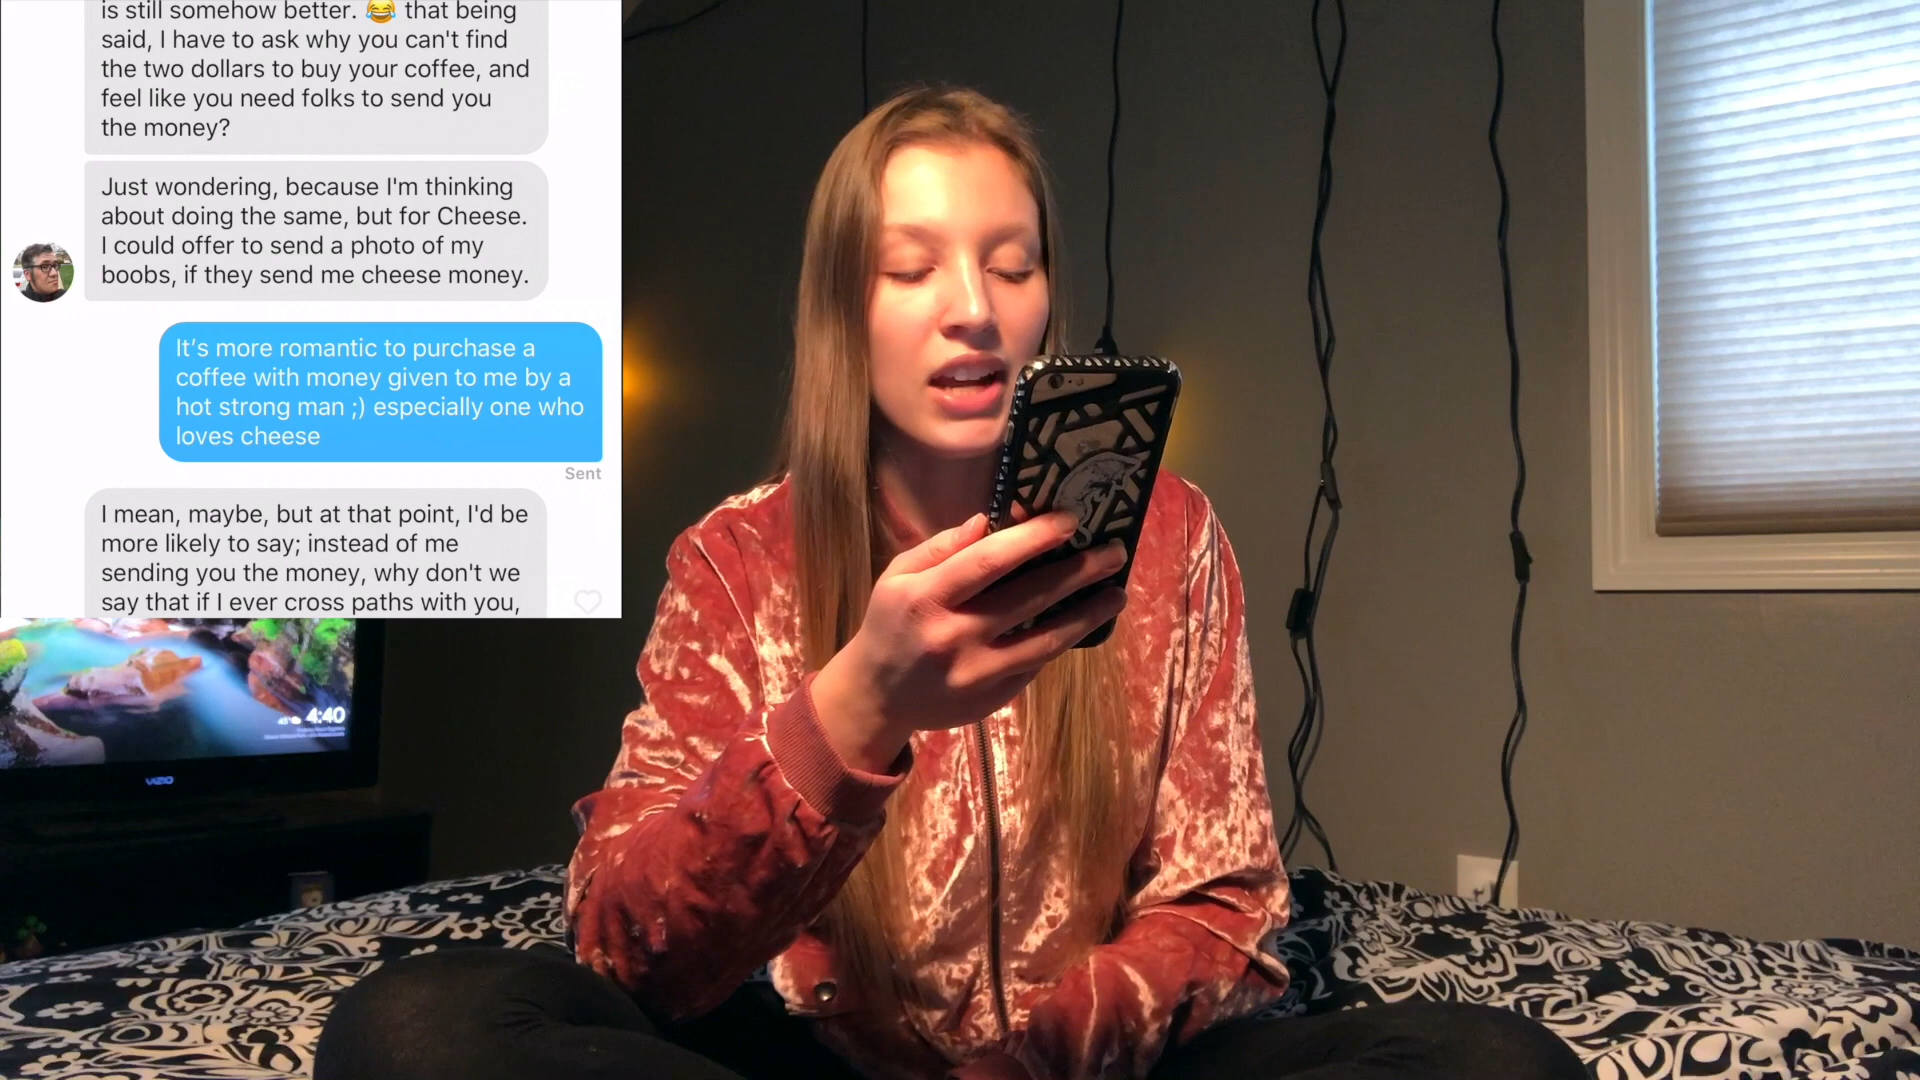 is still somehow better. 😂 that being
said, I have to ask why you can't find
the two dollars to buy your coffee, and
feel like you need folks to send you
the money?
Just wondering, because I'm thinking
about doing the same, but for Cheese.
I could offer to send a photo of my
boobs, if they send me cheese money.
It’s more romantic to purchase a
coffee with money given to me by a
hot strong man ;) especially one who
loves cheese
Sent
I mean, maybe, but at that point, I'd be
more likely to say; instead of me
sending you the money, why don't we
say that if I ever cross paths with you,
4:40
VIZIO